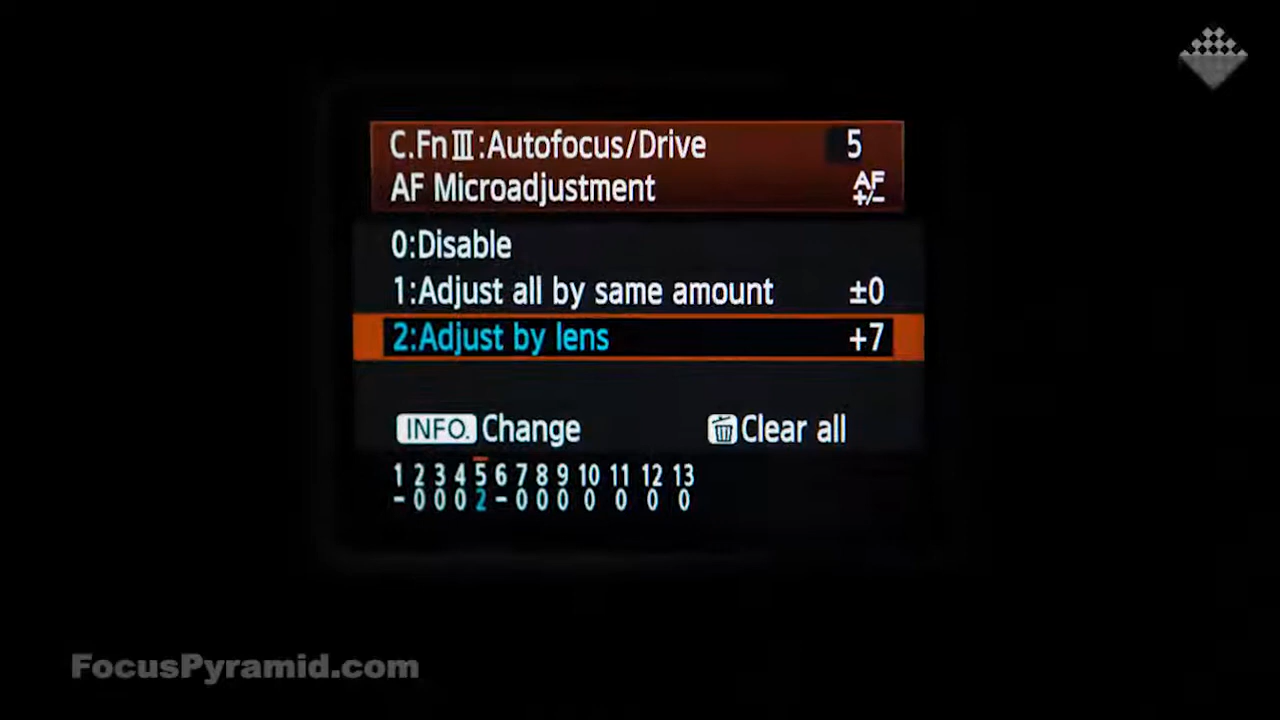 C.FnⅢ:Autofocus/Drive 5
AF Microadjustment AF +/–
0:Disable
1:Adjust all by same amount ±0
2:Adjust by lens +7
INFO. Change Clear all
1 2 3 4 5 6 7 8 9 10 11 12 13
– 0 0 0 2 – 0 0 0 0 0 0 0
FocusPyramid.com